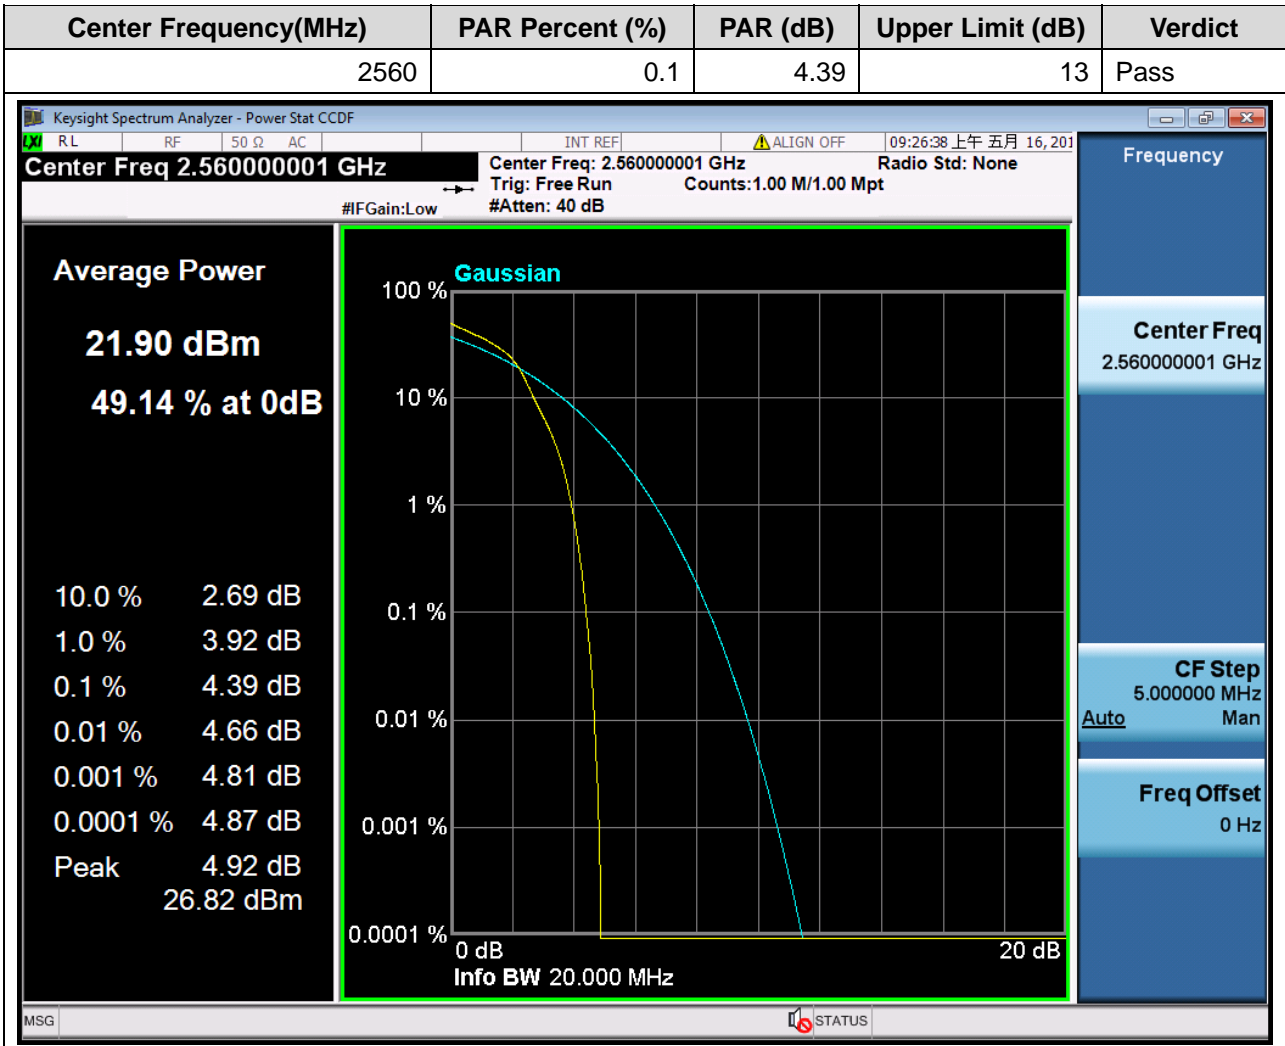 Center Frequency(MHz) PAR Percent (%) PAR (dB) Upper Limit (dB) Verdict
2560 0.1 4.39 13 Pass
Keysight Spectrum Analyzer - Power Stat CCDF
LXI RL RF 50 Ω AC INT REF ALIGN OFF 09:26:38 上午 五月 16, 201
Center Freq 2.560000001 GHz
Center Freq: 2.560000001 GHz Radio Std: None
Trig: Free Run Counts:1.00 M/1.00 Mpt
#IFGain:Low #Atten: 40 dB
Average Power
21.90 dBm
49.14 % at 0dB
10.0 % 2.69 dB
1.0 % 3.92 dB
0.1 % 4.39 dB
0.01 % 4.66 dB
0.001 % 4.81 dB
0.0001 % 4.87 dB
Peak 4.92 dB
26.82 dBm
Gaussian
100 %
10 %
1 %
0.1 %
0.01 %
0.001 %
0.0001 %
0 dB 20 dB
Info BW 20.000 MHz
Frequency
Center Freq
2.560000001 GHz
CF Step
5.000000 MHz
Auto Man
Freq Offset
0 Hz
MSG STATUS